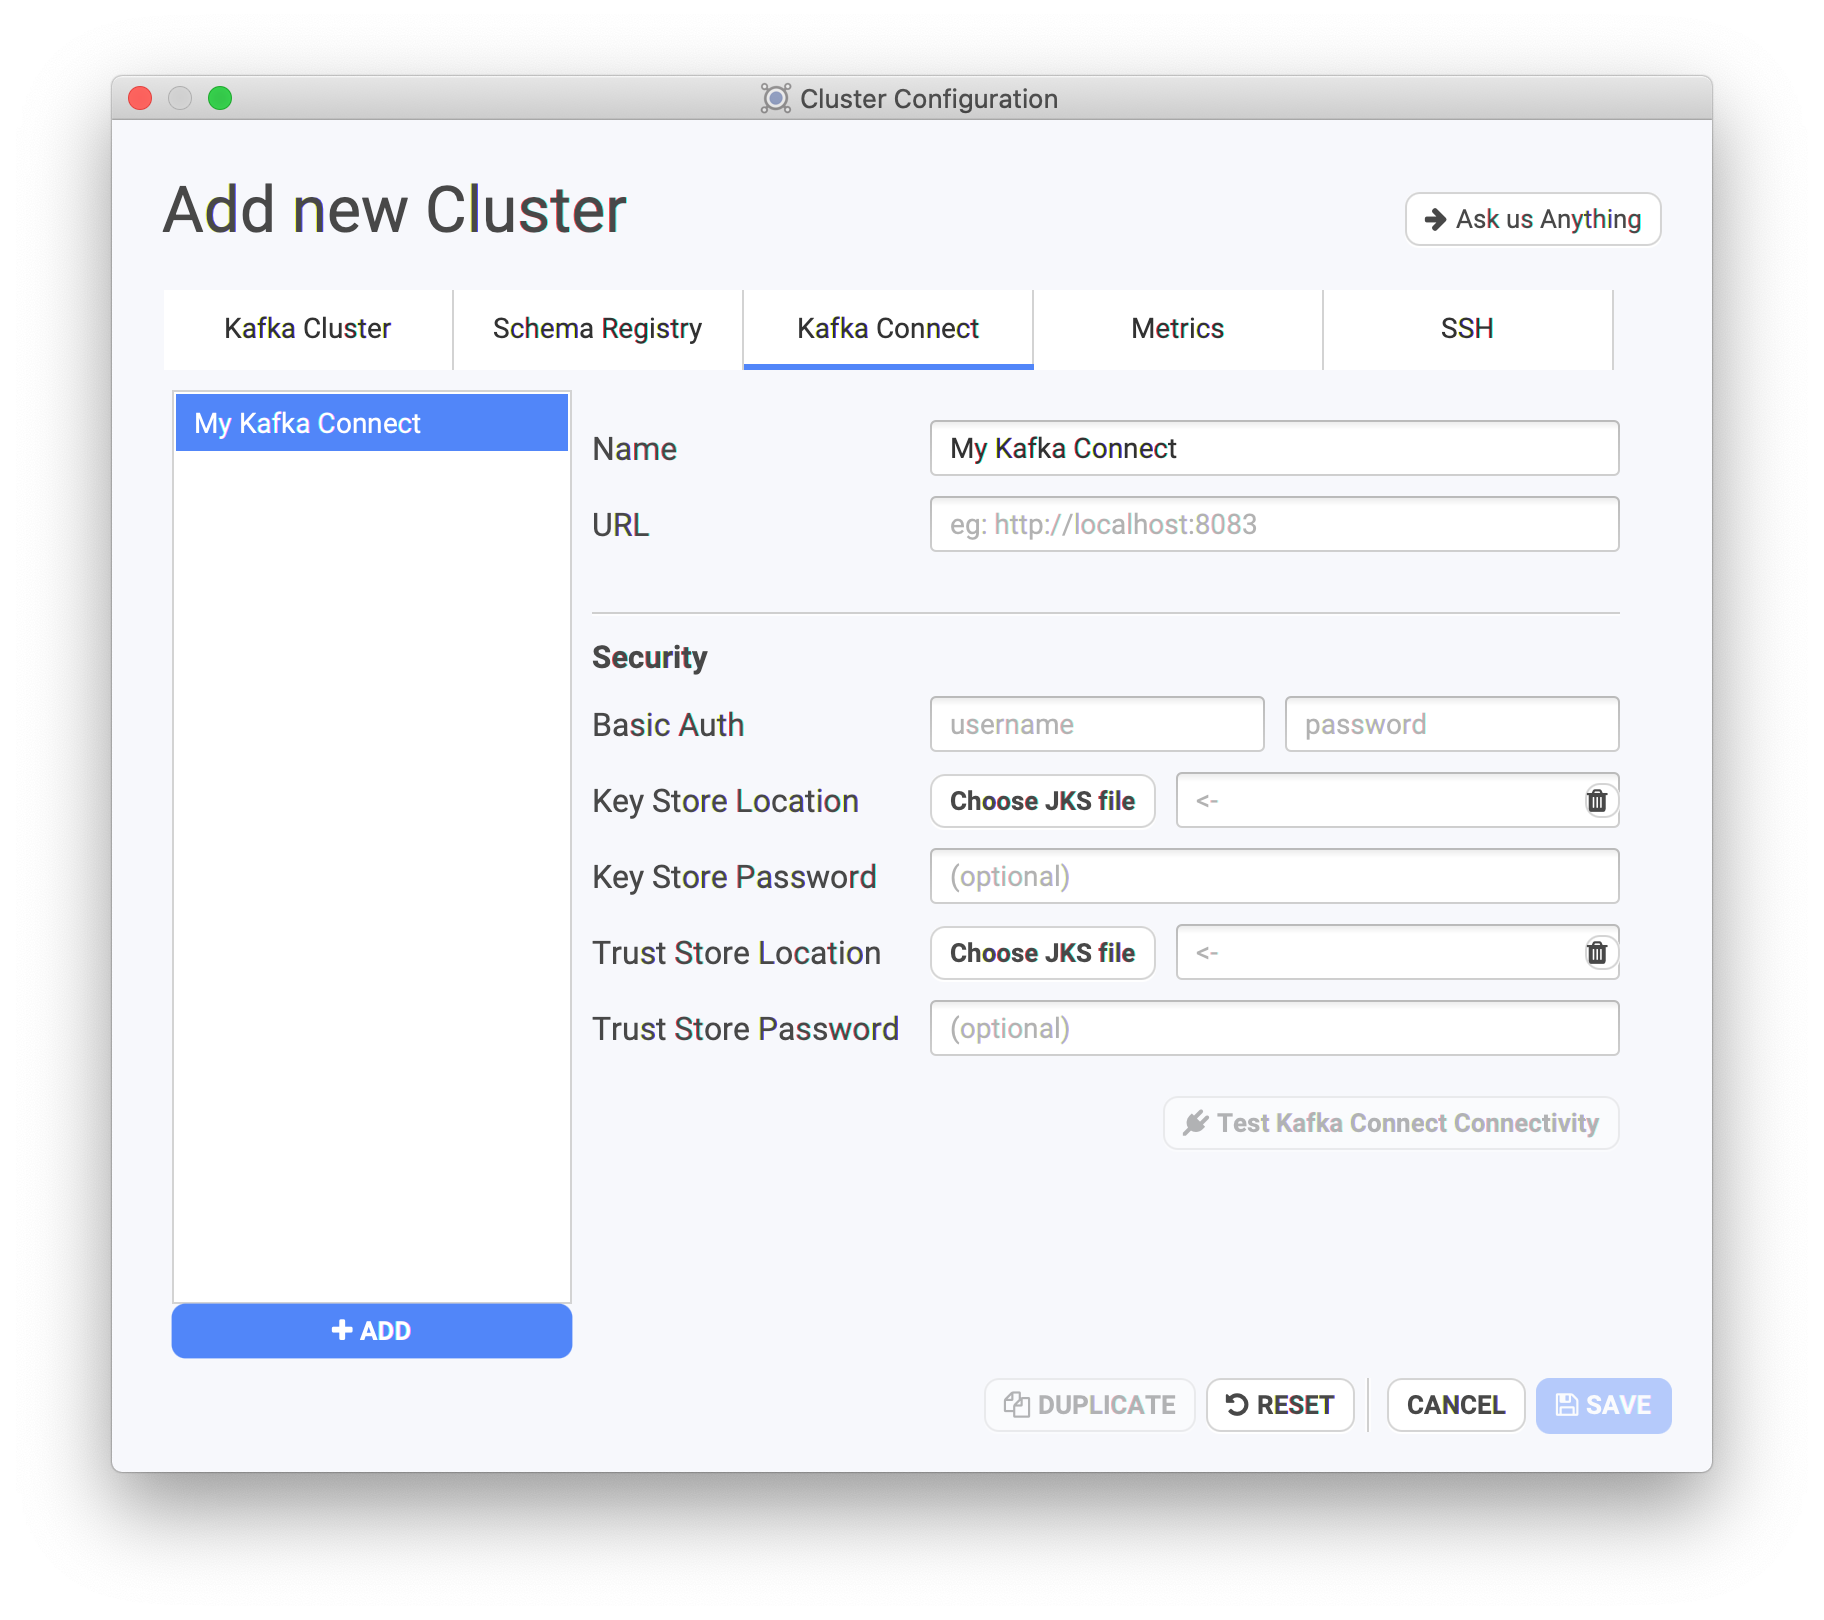 Cluster Configuration
Add new Cluster
Ask us Anything
Kafka Cluster
Schema Registry
Kafka Connect
Metrics
SSH
My Kafka Connect
Name
My Kafka Connect
URL
eg: http://localhost:8083
Security
Basic Auth
username
password
Key Store Location
Choose JKS file
<-
Key Store Password
(optional)
Trust Store Location
Choose JKS file
<-
Trust Store Password
(optional)
Test Kafka Connect Connectivity
ADD
DUPLICATE
RESET
CANCEL
SAVE